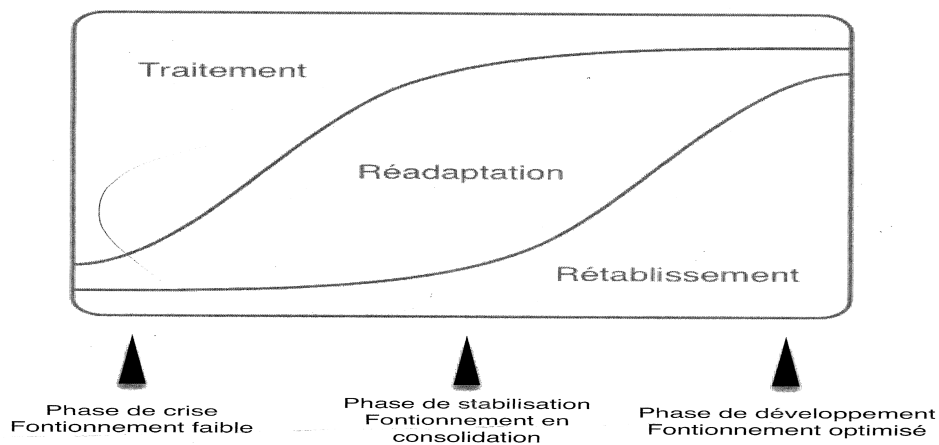 Traitement
Réadaptation
Rétablissement
Phase de crise
Fontionnement faible
Phase de stabilisation
Fontionnement en
consolidation
Phase de développement
Fontionnement optimisé